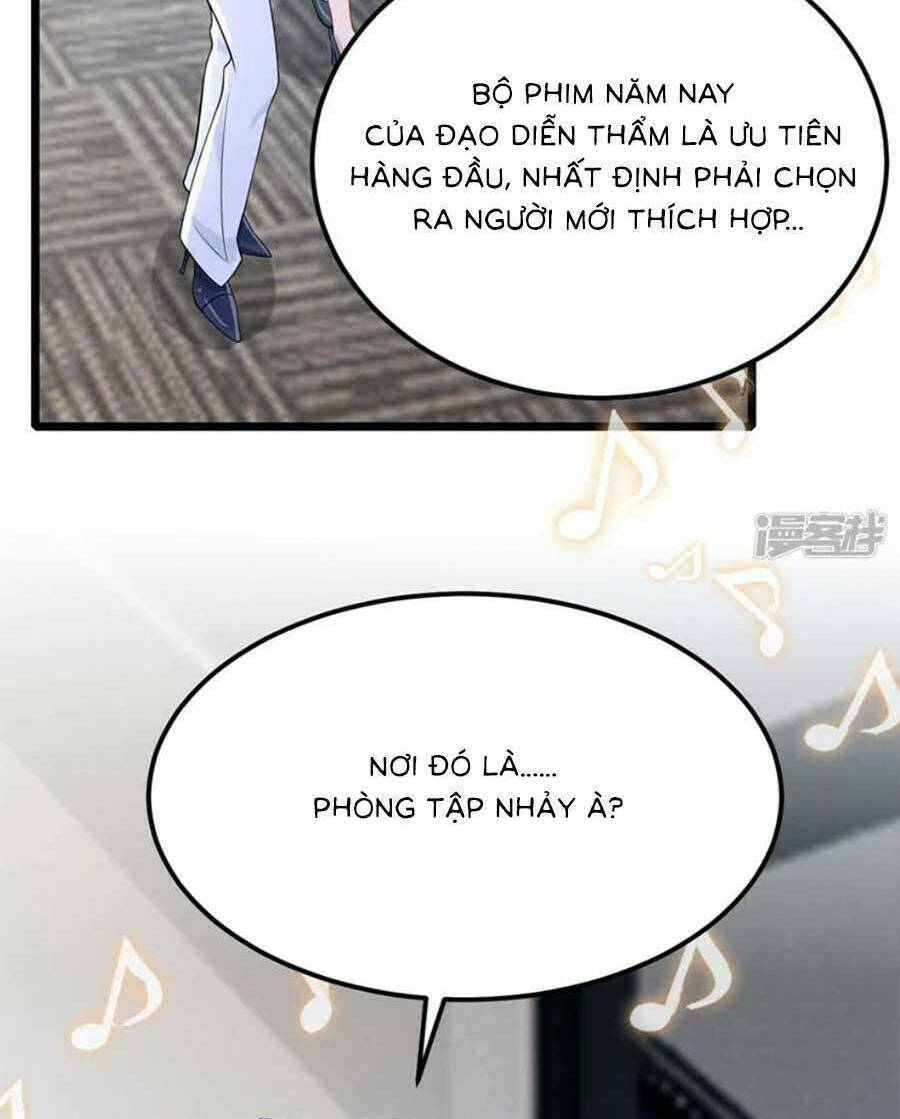 BỘ PHIM NĂM NAY
CỦA ĐẠO DIỄN THẨM LÀ ƯU TIÊN
HÀNG ĐẦU, NHẤT ĐỊNH PHẢI CHỌN
RA NGƯỜI MỚI THÍCH HỢP...
漫客栈
NƠI ĐÓ LÀ......
PHÒNG TẬP NHẢY À?